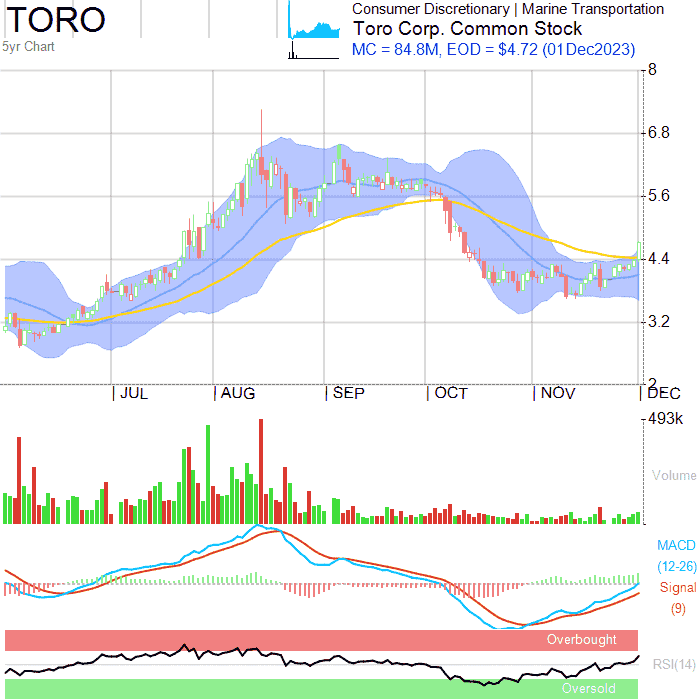 TORO
5yr Chart
Consumer Discretionary | Marine Transportation
Toro Corp. Common Stock
MC = 84.8M, EOD = $4.72 (01Dec2023)
8
6.8
5.6
4.4
3.2
2
JUL AUG SEP OCT NOV DEC
493k
Volume
MACD
(12-26)
Signal
(9)
Overbought
RSI(14)
Oversold